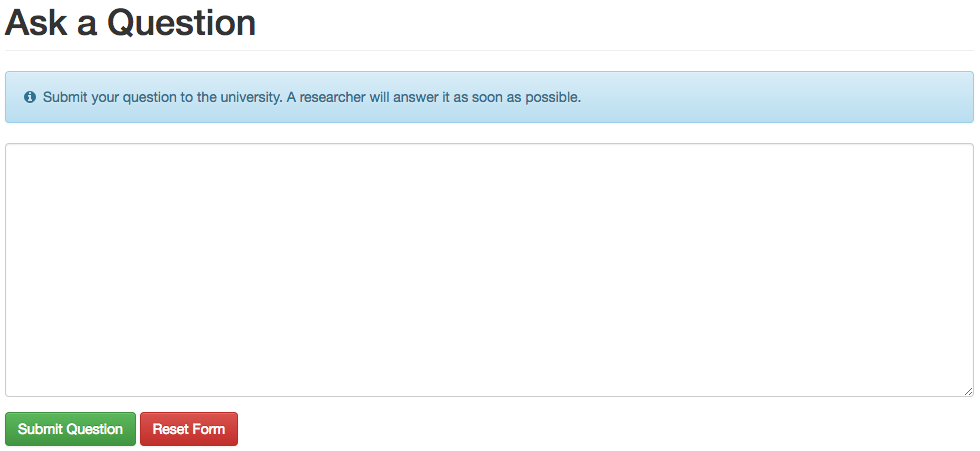 Ask a Question
Submit your question to the university. A researcher will answer it as soon as possible.
Submit Question
Reset Form